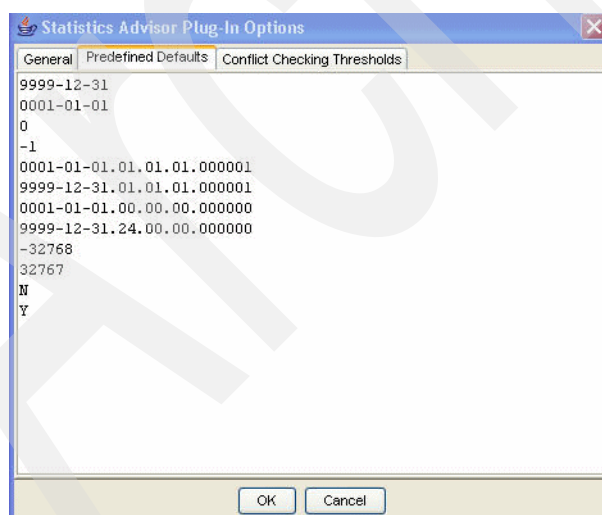 Statistics Advisor Plug-In Options
General Predefined Defaults Conflict Checking Thresholds
9999-12-31
0001-01-01
0
-1
0001-01-01.01.01.01.000001
9999-12-31.01.01.01.000001
0001-01-01.00.00.00.000000
9999-12-31.24.00.00.000000
-32768
32767
N
Y
OK Cancel